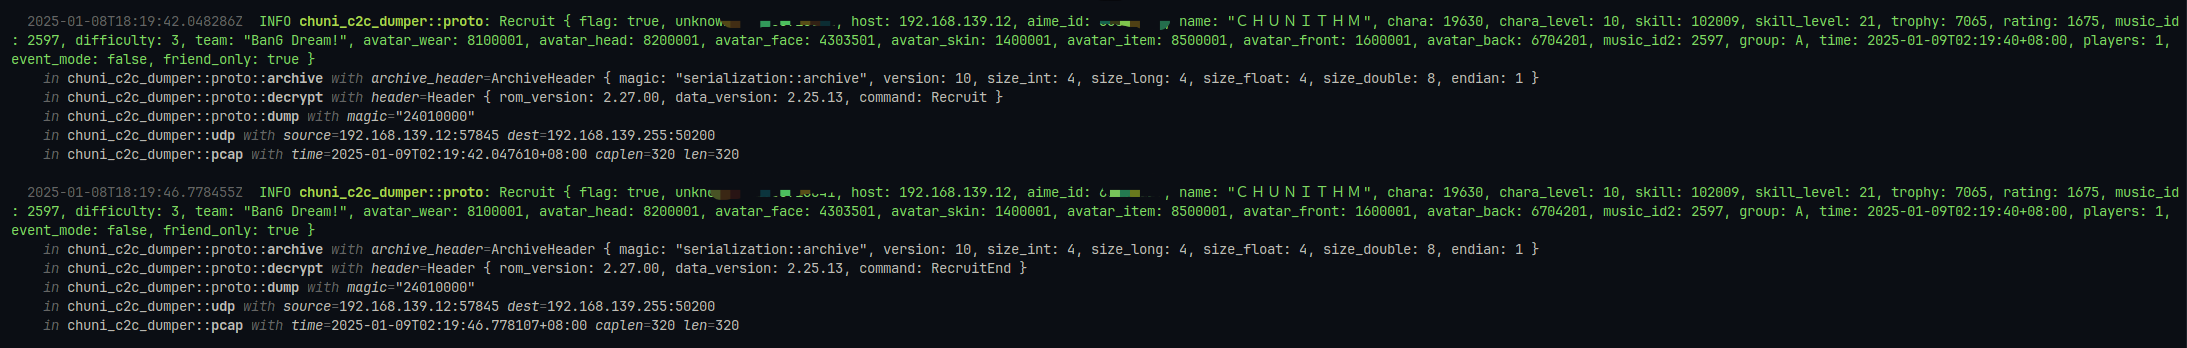 2025-01-08T18:19:42.048286Z  INFO chuni_c2c_dumper::proto: Recruit { flag: true, host: 192.168.139.12, aime_id: , name: "ＣＨＵＮＩＴＨＭ", chara: 19630, chara_level: 10, skill: 102009, skill_level: 21, trophy: 7065, rating: 1675, music_id
: 2597, difficulty: 3, team: "BanG Dream!", avatar_wear: 8100001, avatar_head: 8200001, avatar_face: 4303501, avatar_skin: 1400001, avatar_item: 8500001, avatar_front: 1600001, avatar_back: 6704201, music_id2: 2597, group: A, time: 2025-01-09T02:19:40+08:00, players: 1,
event_mode: false, friend_only: true }
in chuni_c2c_dumper::proto::archive with archive_header=ArchiveHeader { magic: "serialization::archive", version: 10, size_int: 4, size_long: 4, size_float: 4, size_double: 8, endian: 1 }
in chuni_c2c_dumper::proto::decrypt with header=Header { rom_version: 2.27.00, data_version: 2.25.13, command: Recruit }
in chuni_c2c_dumper::proto::dump with magic="24010000"
in chuni_c2c_dumper::udp with source=192.168.139.12:57845 dest=192.168.139.255:50200
in chuni_c2c_dumper::pcap with time=2025-01-09T02:19:42.047610+08:00 caplen=320 len=320
2025-01-08T18:19:46.778455Z  INFO chuni_c2c_dumper::proto: Recruit { flag: true, host: 192.168.139.12, aime_id: , name: "ＣＨＵＮＩＴＨＭ", chara: 19630, chara_level: 10, skill: 102009, skill_level: 21, trophy: 7065, rating: 1675, music_id
: 2597, difficulty: 3, team: "BanG Dream!", avatar_wear: 8100001, avatar_head: 8200001, avatar_face: 4303501, avatar_skin: 1400001, avatar_item: 8500001, avatar_front: 1600001, avatar_back: 6704201, music_id2: 2597, group: A, time: 2025-01-09T02:19:40+08:00, players: 1,
event_mode: false, friend_only: true }
in chuni_c2c_dumper::proto::archive with archive_header=ArchiveHeader { magic: "serialization::archive", version: 10, size_int: 4, size_long: 4, size_float: 4, size_double: 8, endian: 1 }
in chuni_c2c_dumper::proto::decrypt with header=Header { rom_version: 2.27.00, data_version: 2.25.13, command: RecruitEnd }
in chuni_c2c_dumper::proto::dump with magic="24010000"
in chuni_c2c_dumper::udp with source=192.168.139.12:57845 dest=192.168.139.255:50200
in chuni_c2c_dumper::pcap with time=2025-01-09T02:19:46.778107+08:00 caplen=320 len=320